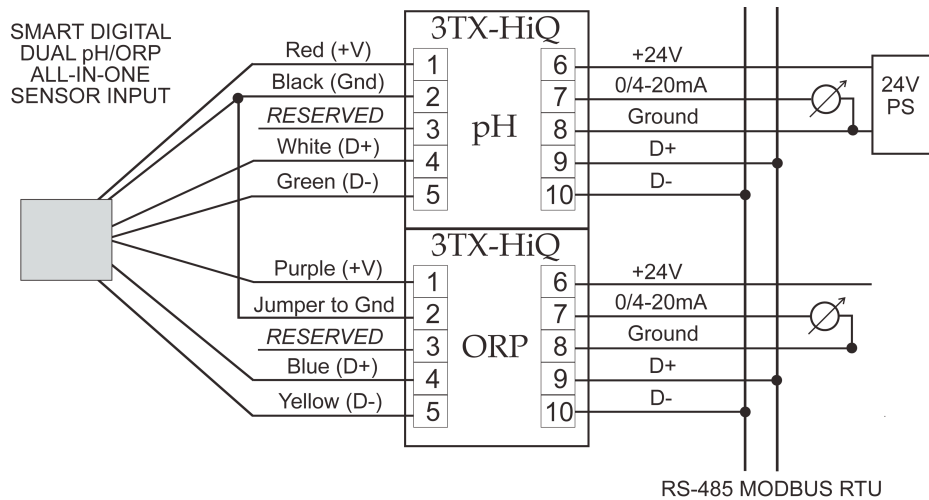 SMART DIGITAL
DUAL pH/ORP
ALL-IN-ONE
SENSOR INPUT
3TX-HiQ
pH
Red (+V)
1
Black (Gnd)
2
RESERVED
3
White (D+)
4
Green (D-)
5
6
+24V
7
0/4-20mA
8
Ground
9
D+
10
D-
24V
PS
3TX-HiQ
ORP
Purple (+V)
1
Jumper to Gnd
2
RESERVED
3
Blue (D+)
4
Yellow (D-)
5
6
+24V
7
0/4-20mA
8
Ground
9
D+
10
D-
RS-485 MODBUS RTU